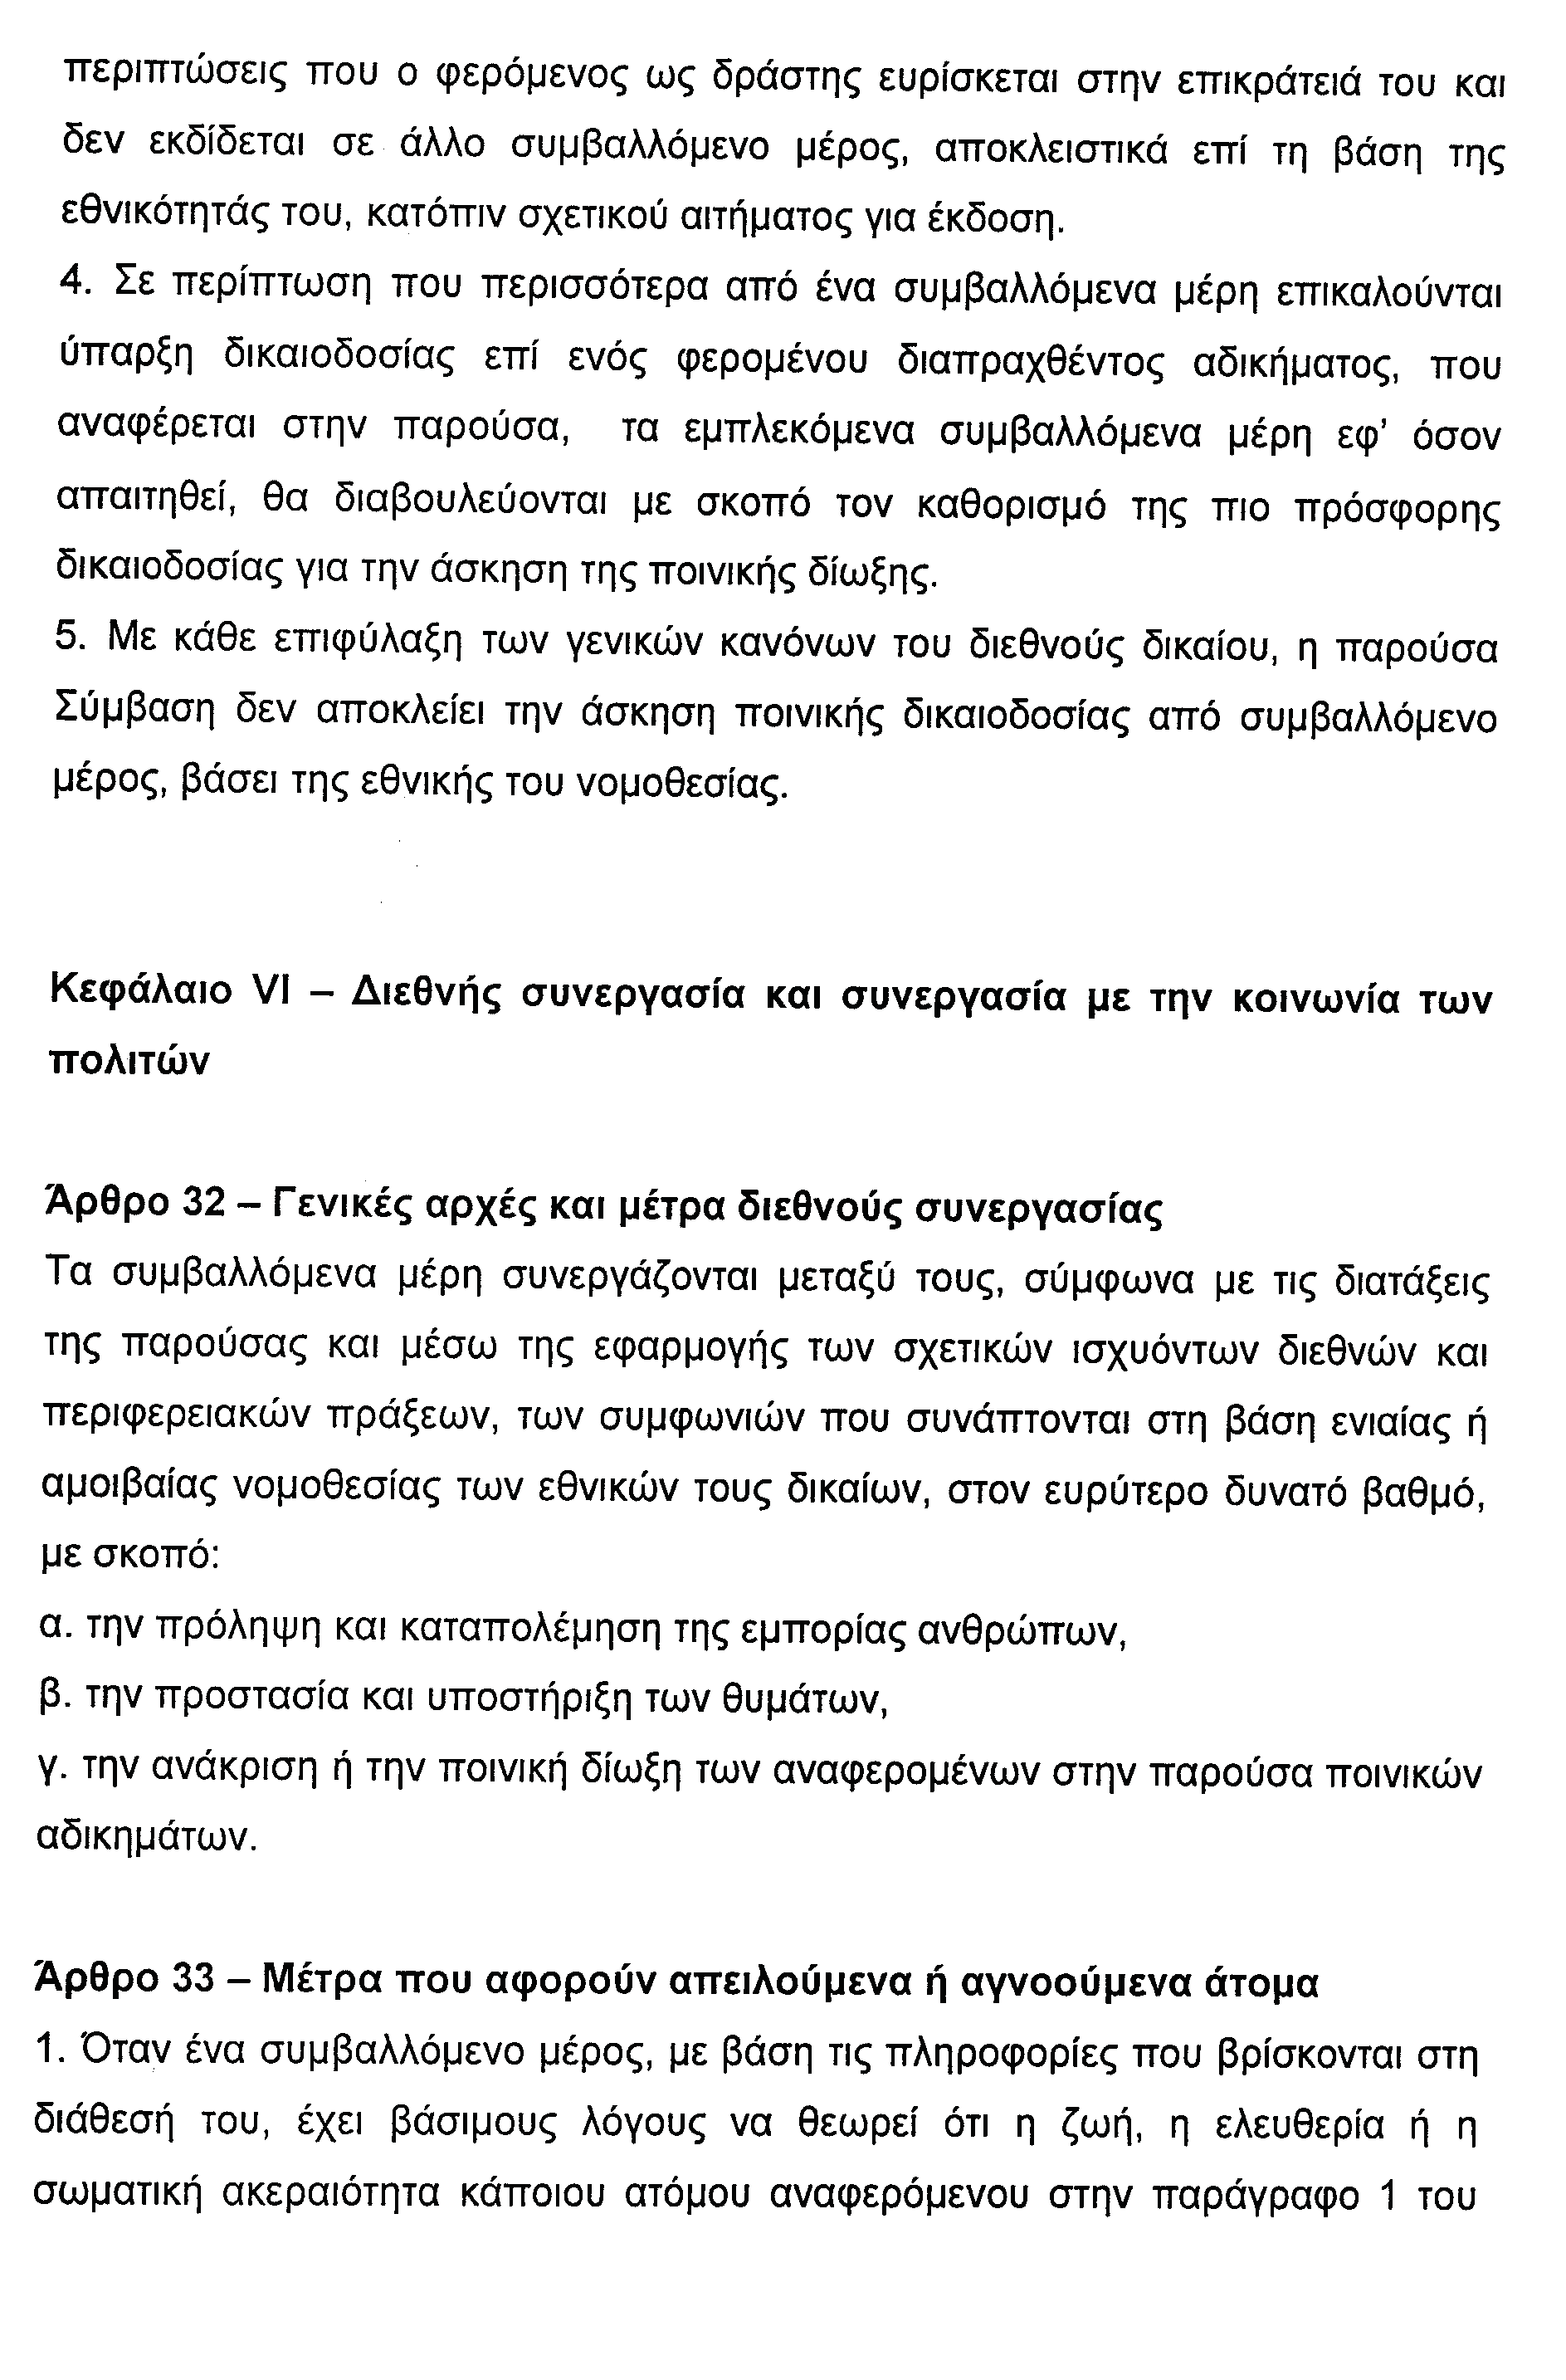 περιπτώσεις που ο φερόμενος ως δράστης ευρίσκεται στην επικράτειά του και
δεν εκδίδεται σε άλλο συμβαλλόμενο μέρος, αποκλειστικά επί τη βάση της
εθνικότητάς του, κατόπιν σχετικού αιτήματος για έκδοση.
4. Σε περίπτωση που περισσότερα από ένα συμβαλλόμενα μέρη επικαλούνται
ύπαρξη δικαιοδοσίας επί ενός φερομένου διαπραχθέντος αδικήματος, που
αναφέρεται στην παρούσα, τα εμπλεκόμενα συμβαλλόμενα μέρη εφ' όσον
απαιτηθεί, θα διαβουλεύονται με σκοπό τον καθορισμό της πιο πρόσφορης
δικαιοδοσίας για την άσκηση της ποινικής δίωξης.
5. Με κάθε επιφύλαξη των γενικών κανόνων του διεθνούς δικαίου, η παρούσα
Σύμβαση δεν αποκλείει την άσκηση ποινικής δικαιοδοσίας από συμβαλλόμενο
μέρος, βάσει της εθνικής του νομοθεσίας.
Κεφάλαιο VI – Διεθνής συνεργασία και συνεργασία με την κοινωνία των
πολιτών
Άρθρο 32 – Γενικές αρχές και μέτρα διεθνούς συνεργασίας
Τα συμβαλλόμενα μέρη συνεργάζονται μεταξύ τους, σύμφωνα με τις διατάξεις
της παρούσας και μέσω της εφαρμογής των σχετικών ισχυόντων διεθνών και
περιφερειακών πράξεων, των συμφωνιών που συνάπτονται στη βάση ενιαίας ή
αμοιβαίας νομοθεσίας των εθνικών τους δικαίων, στον ευρύτερο δυνατό βαθμό,
με σκοπό:
α. την πρόληψη και καταπολέμηση της εμπορίας ανθρώπων,
β. την προστασία και υποστήριξη των θυμάτων,
γ. την ανάκριση ή την ποινική δίωξη των αναφερομένων στην παρούσα ποινικών
αδικημάτων.
Άρθρο 33 – Μέτρα που αφορούν απειλούμενα ή αγνοούμενα άτομα
1. Όταν ένα συμβαλλόμενο μέρος, με βάση τις πληροφορίες που βρίσκονται στη
διάθεσή του, έχει βάσιμους λόγους να θεωρεί ότι η ζωή, η ελευθερία ή η
σωματική ακεραιότητα κάποιου ατόμου αναφερόμενου στην παράγραφο 1 του